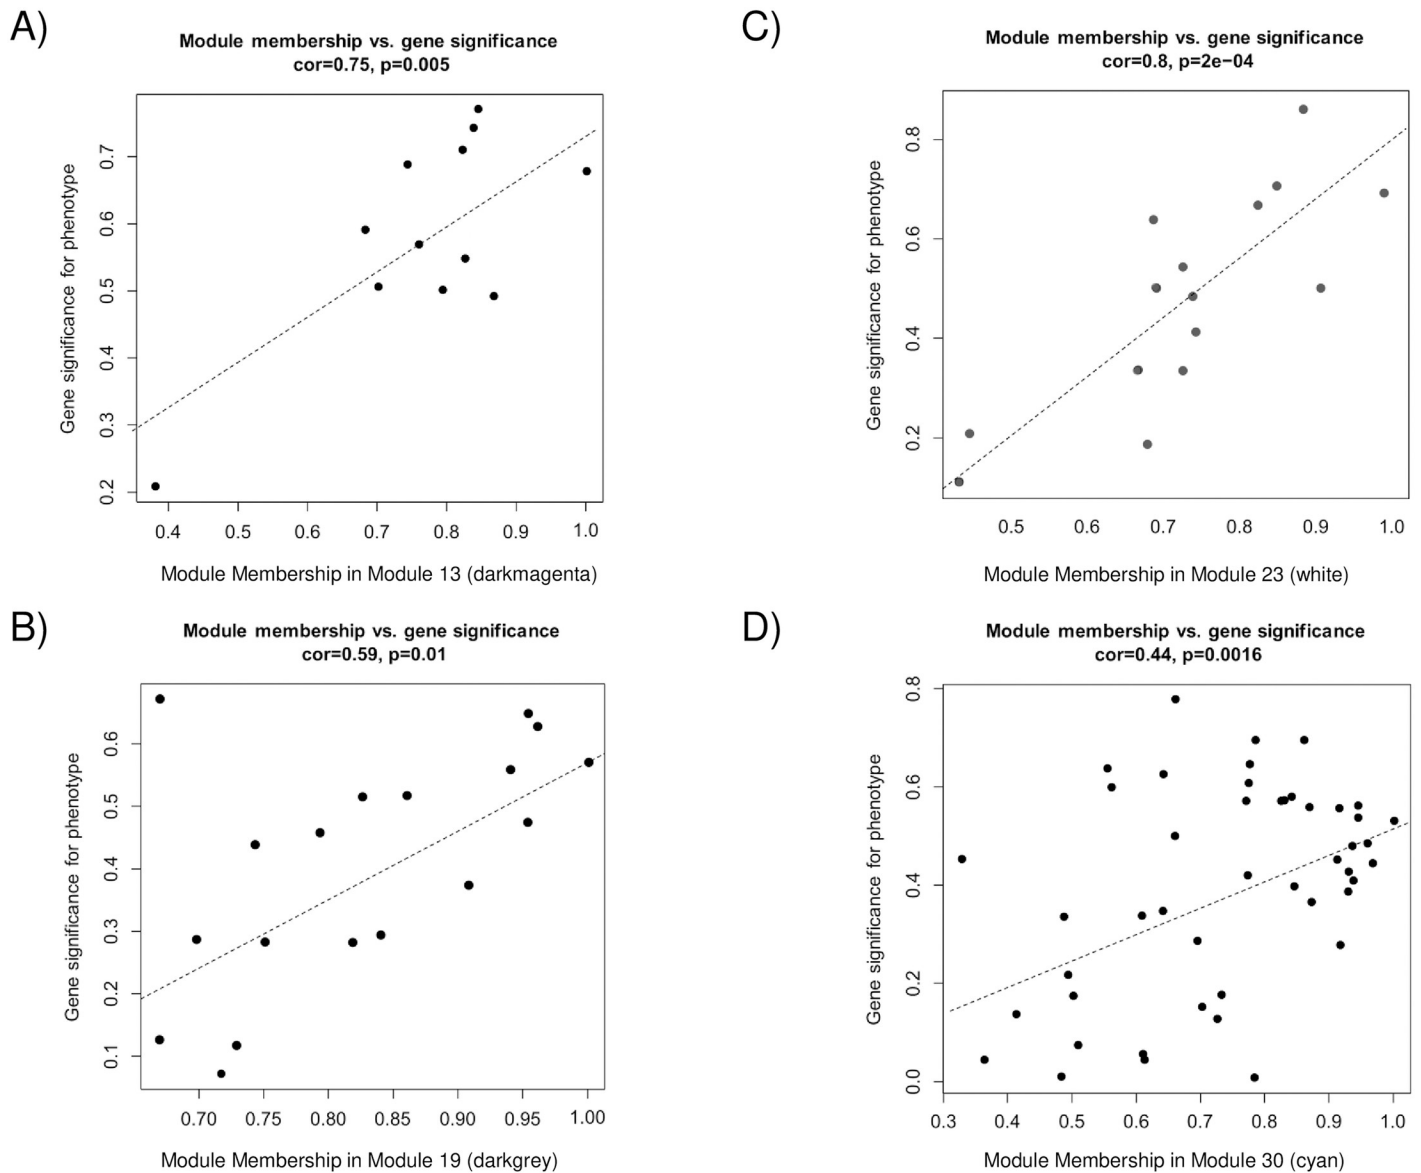 A)
Module membership vs. gene significance
cor=0.75, p=0.005
Gene significance for phenotype
0.7
0.6
0.5
0.4
0.3
0.2
0.4 0.5 0.6 0.7 0.8 0.9 1.0
Module Membership in Module 13 (darkmagenta)
C)
Module membership vs. gene significance
cor=0.8, p=2e−04
Gene significance for phenotype
0.8
0.6
0.4
0.2
0.5 0.6 0.7 0.8 0.9 1.0
Module Membership in Module 23 (white)
B)
Module membership vs. gene significance
cor=0.59, p=0.01
Gene significance for phenotype
0.6
0.5
0.4
0.3
0.2
0.1
0.70 0.75 0.80 0.85 0.90 0.95 1.00
Module Membership in Module 19 (darkgrey)
D)
Module membership vs. gene significance
cor=0.44, p=0.0016
Gene significance for phenotype
0.8
0.6
0.4
0.2
0.0
0.3 0.4 0.5 0.6 0.7 0.8 0.9 1.0
Module Membership in Module 30 (cyan)